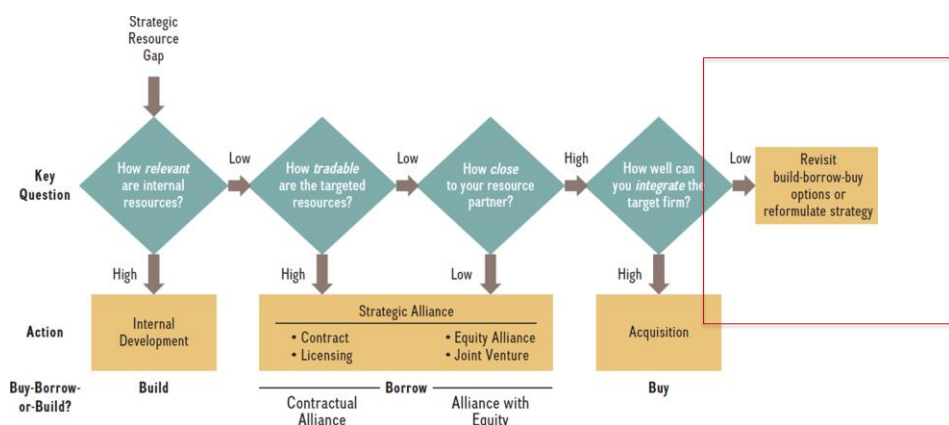 Strategic
Resource
Gap
Key
Question
How relevant
are internal
resources?
Low
How tradable
are the targeted
resources?
Low
How close
to your resource
partner?
High
How well can
you integrate the
target firm?
Low
Revisit
build-borrow-buy
options or
reformulate strategy
High
High
Low
High
Action
Internal
Development
Strategic Alliance
• Contract
• Licensing
• Equity Alliance
• Joint Venture
Acquisition
Buy-Borrow-
or-Build?
Build
Borrow
Buy
Contractual
Alliance
Alliance with
Equity